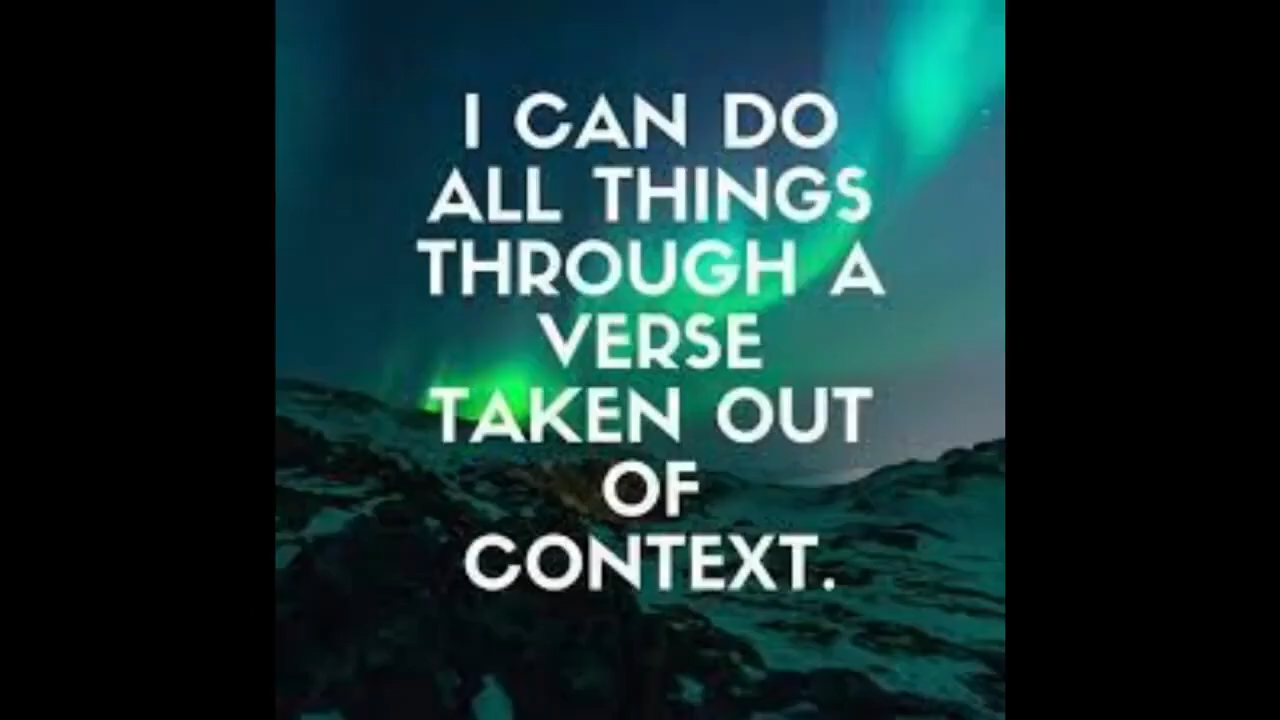 I CAN DO
ALL THINGS
THROUGH A
VERSE
TAKEN OUT
OF
CONTEXT.